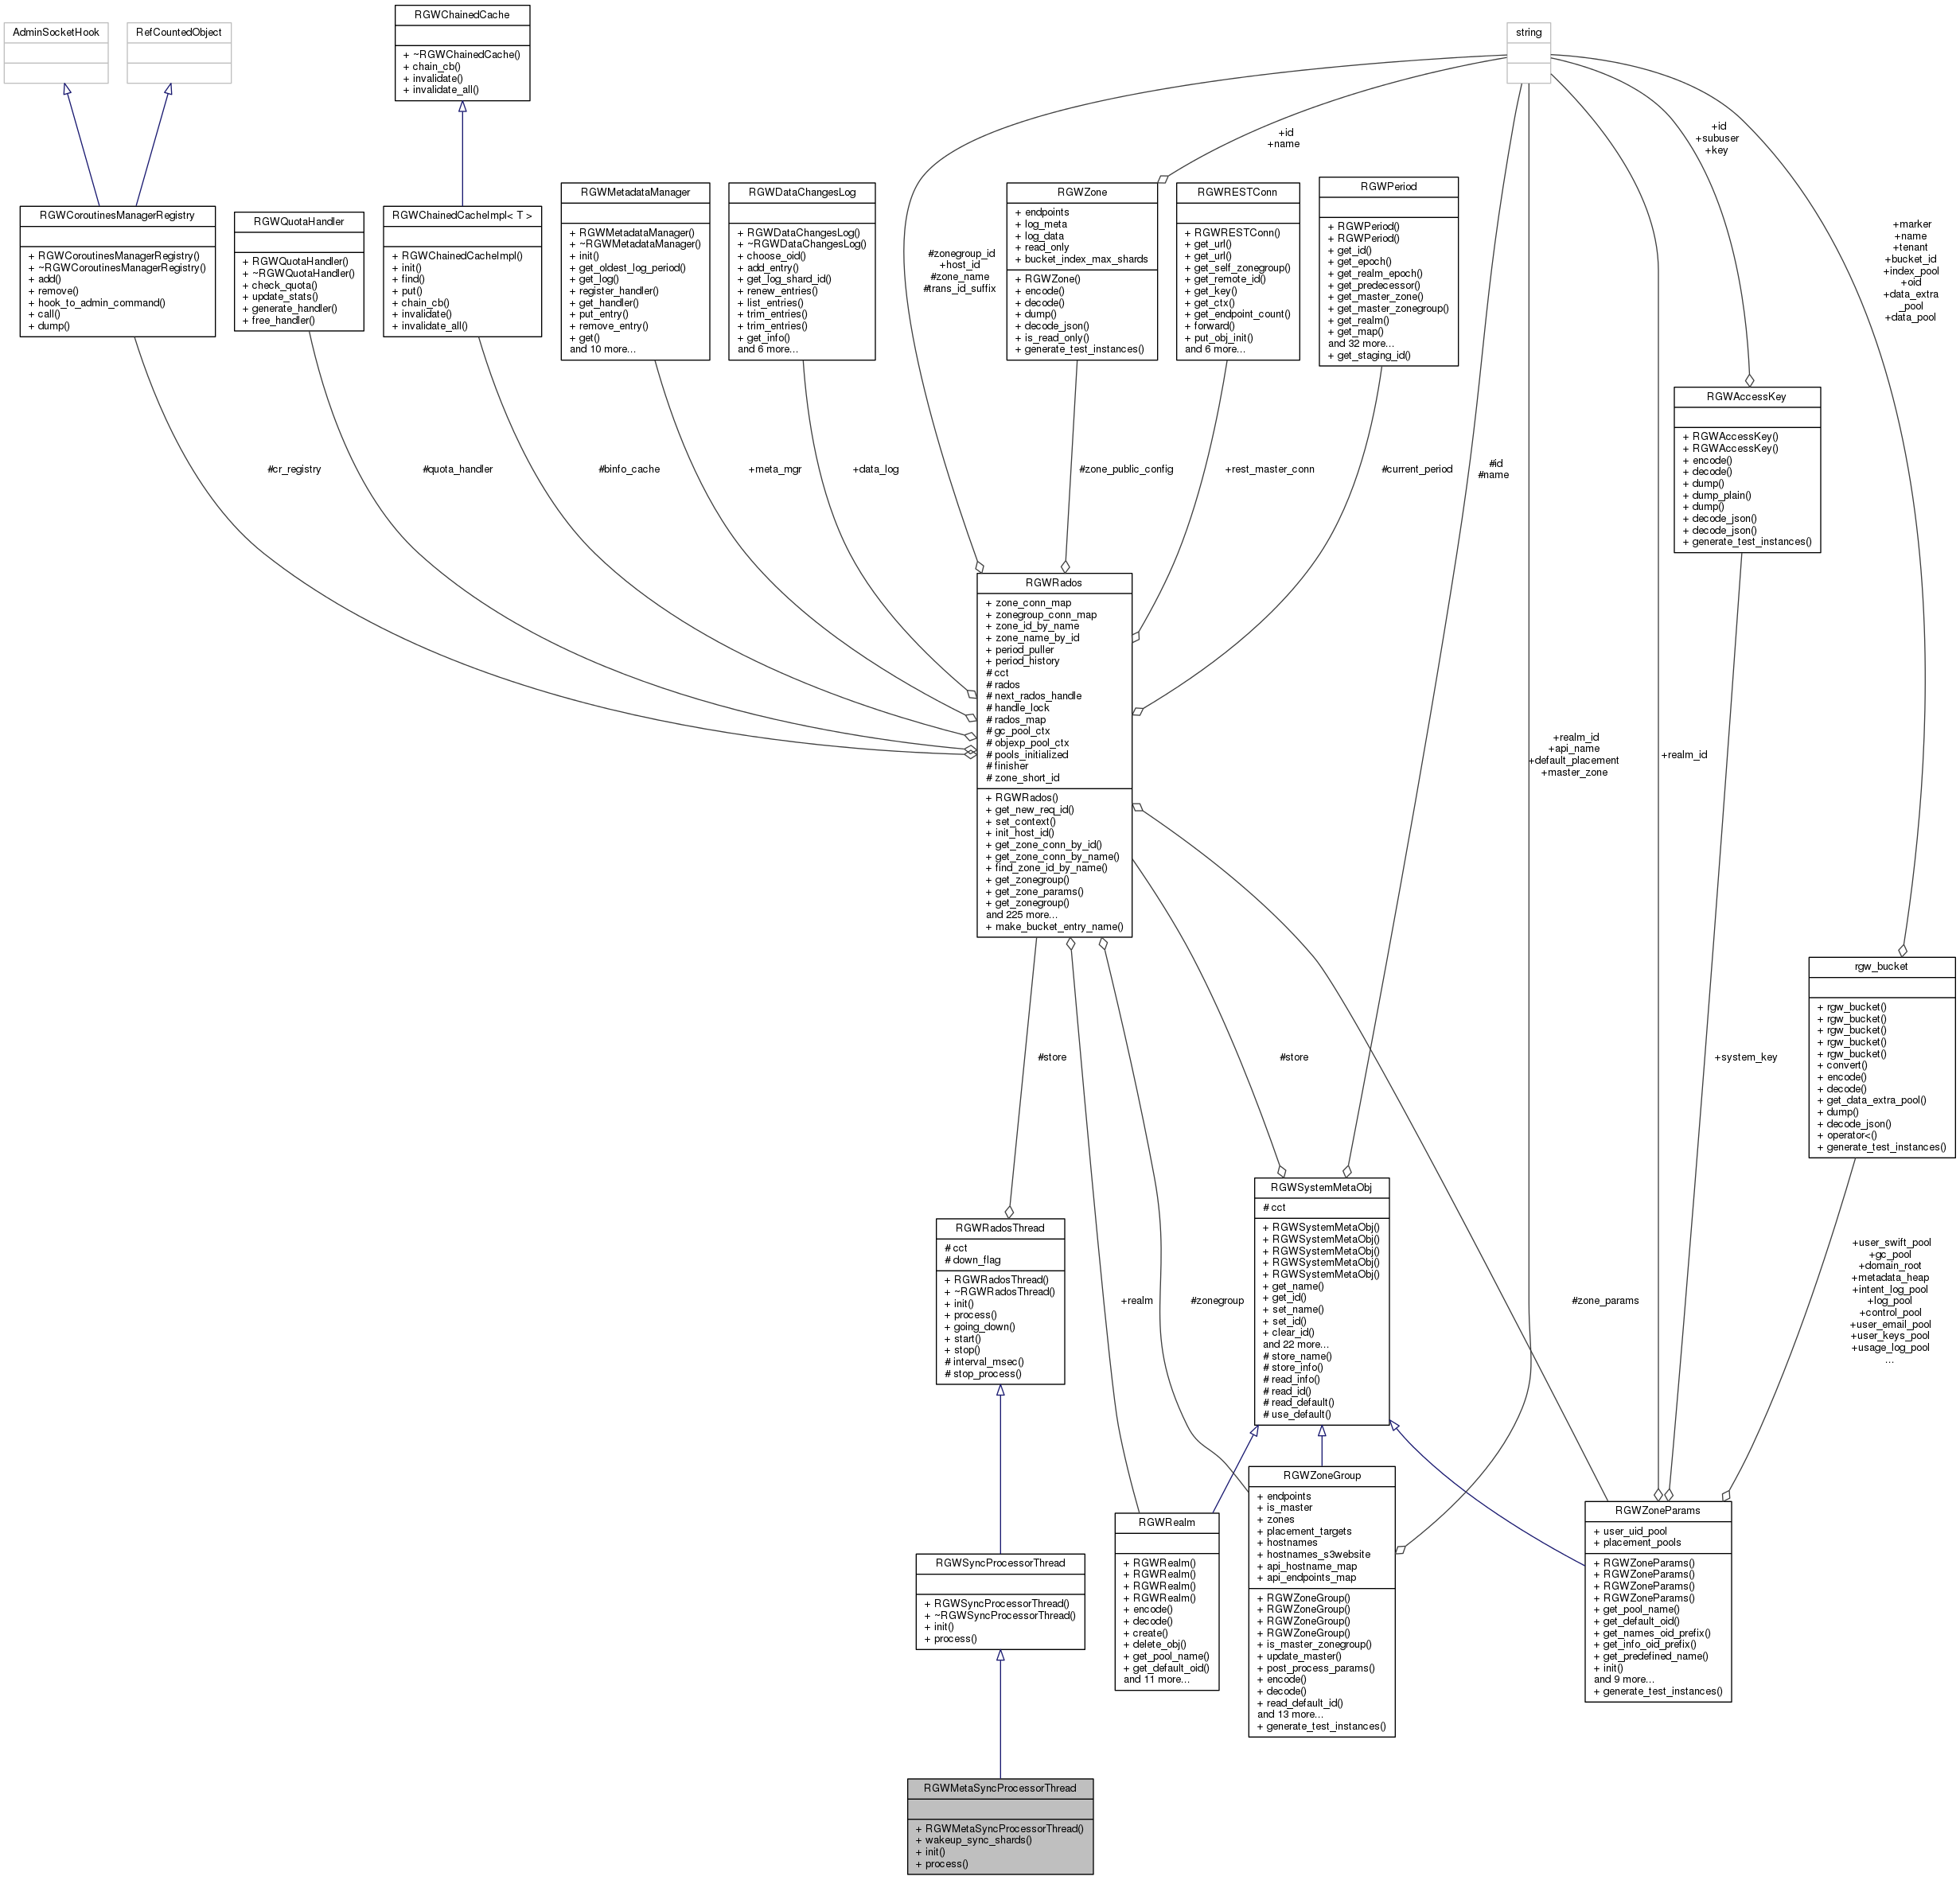 AdminSocketHook
RefCountedObject
RGWChainedCache
+ ~RGWChainedCache()
+ chain_cb()
+ invalidate()
+ invalidate_all()
string
+id
+subuser
+key
+id
+name
RGWCoroutinesManagerRegistry
+ RGWCoroutinesManagerRegistry()
+ ~RGWCoroutinesManagerRegistry()
+ add()
+ remove()
+ hook_to_admin_command()
+ call()
+ dump()
RGWQuotaHandler
+ RGWQuotaHandler()
+ ~RGWQuotaHandler()
+ check_quota()
+ update_stats()
+ generate_handler()
+ free_handler()
RGWChainedCacheImpl< T >
+ RGWChainedCacheImpl()
+ init()
+ find()
+ put()
+ chain_cb()
+ invalidate()
+ invalidate_all()
RGWMetadataManager
+ RGWMetadataManager()
+ ~RGWMetadataManager()
+ init()
+ get_oldest_log_period()
+ get_log()
+ register_handler()
+ get_handler()
+ put_entry()
+ remove_entry()
+ get()
and 10 more...
RGWDataChangesLog
+ RGWDataChangesLog()
+ ~RGWDataChangesLog()
+ choose_oid()
+ add_entry()
+ get_log_shard_id()
+ renew_entries()
+ list_entries()
+ trim_entries()
+ trim_entries()
+ get_info()
and 6 more...
#zonegroup_id
+host_id
#zone_name
#trans_id_suffix
RGWZone
+ endpoints
+ log_meta
+ log_data
+ read_only
+ bucket_index_max_shards
+ RGWZone()
+ encode()
+ decode()
+ dump()
+ decode_json()
+ is_read_only()
+ generate_test_instances()
RGWRESTConn
+ RGWRESTConn()
+ get_url()
+ get_url()
+ get_self_zonegroup()
+ get_remote_id()
+ get_key()
+ get_ctx()
+ get_endpoint_count()
+ forward()
+ put_obj_init()
and 6 more...
RGWPeriod
+ RGWPeriod()
+ RGWPeriod()
+ get_id()
+ get_epoch()
+ get_realm_epoch()
+ get_predecessor()
+ get_master_zone()
+ get_master_zonegroup()
+ get_realm()
+ get_map()
and 32 more...
+ get_staging_id()
+marker
+name
+tenant
+bucket_id
+index_pool
+oid
+data_extra
_pool
+data_pool
RGWAccessKey
+ RGWAccessKey()
+ RGWAccessKey()
+ encode()
+ decode()
+ dump()
+ dump_plain()
+ dump()
+ decode_json()
+ decode_json()
+ generate_test_instances()
#cr_registry
#quota_handler
#binfo_cache
+meta_mgr
+data_log
#zone_public_config
+rest_master_conn
#current_period
#id
#name
RGWRados
+ zone_conn_map
+ zonegroup_conn_map
+ zone_id_by_name
+ zone_name_by_id
+ period_puller
+ period_history
# cct
# rados
# next_rados_handle
# handle_lock
# rados_map
# gc_pool_ctx
# objexp_pool_ctx
# pools_initialized
# finisher
# zone_short_id
+ RGWRados()
+ get_new_req_id()
+ set_context()
+ init_host_id()
+ get_zone_conn_by_id()
+ get_zone_conn_by_name()
+ find_zone_id_by_name()
+ get_zonegroup()
+ get_zone_params()
+ get_zonegroup()
and 225 more...
+ make_bucket_entry_name()
+realm_id
+api_name
+default_placement
+master_zone
+realm_id
rgw_bucket
+ rgw_bucket()
+ rgw_bucket()
+ rgw_bucket()
+ rgw_bucket()
+ rgw_bucket()
+ convert()
+ encode()
+ decode()
+ get_data_extra_pool()
+ dump()
+ decode_json()
+ operator<()
+ generate_test_instances()
#store
#store
+system_key
RGWRadosThread
# cct
# down_flag
+ RGWRadosThread()
+ ~RGWRadosThread()
+ init()
+ process()
+ going_down()
+ start()
+ stop()
# interval_msec()
# stop_process()
RGWSystemMetaObj
# cct
+ RGWSystemMetaObj()
+ RGWSystemMetaObj()
+ RGWSystemMetaObj()
+ RGWSystemMetaObj()
+ RGWSystemMetaObj()
+ get_name()
+ get_id()
+ set_name()
+ set_id()
+ clear_id()
and 22 more...
# store_name()
# store_info()
# read_info()
# read_id()
# read_default()
# use_default()
+realm
#zonegroup
#zone_params
+user_swift_pool
+gc_pool
+domain_root
+metadata_heap
+intent_log_pool
+log_pool
+control_pool
+user_email_pool
+user_keys_pool
+usage_log_pool
...
RGWSyncProcessorThread
+ RGWSyncProcessorThread()
+ ~RGWSyncProcessorThread()
+ init()
+ process()
RGWRealm
+ RGWRealm()
+ RGWRealm()
+ RGWRealm()
+ RGWRealm()
+ encode()
+ decode()
+ create()
+ delete_obj()
+ get_pool_name()
+ get_default_oid()
and 11 more...
RGWZoneGroup
+ endpoints
+ is_master
+ zones
+ placement_targets
+ hostnames
+ hostnames_s3website
+ api_hostname_map
+ api_endpoints_map
+ RGWZoneGroup()
+ RGWZoneGroup()
+ RGWZoneGroup()
+ RGWZoneGroup()
+ is_master_zonegroup()
+ update_master()
+ post_process_params()
+ encode()
+ decode()
+ read_default_id()
and 13 more...
+ generate_test_instances()
RGWZoneParams
+ user_uid_pool
+ placement_pools
+ RGWZoneParams()
+ RGWZoneParams()
+ RGWZoneParams()
+ RGWZoneParams()
+ get_pool_name()
+ get_default_oid()
+ get_names_oid_prefix()
+ get_info_oid_prefix()
+ get_predefined_name()
+ init()
and 9 more...
+ generate_test_instances()
RGWMetaSyncProcessorThread
+ RGWMetaSyncProcessorThread()
+ wakeup_sync_shards()
+ init()
+ process()